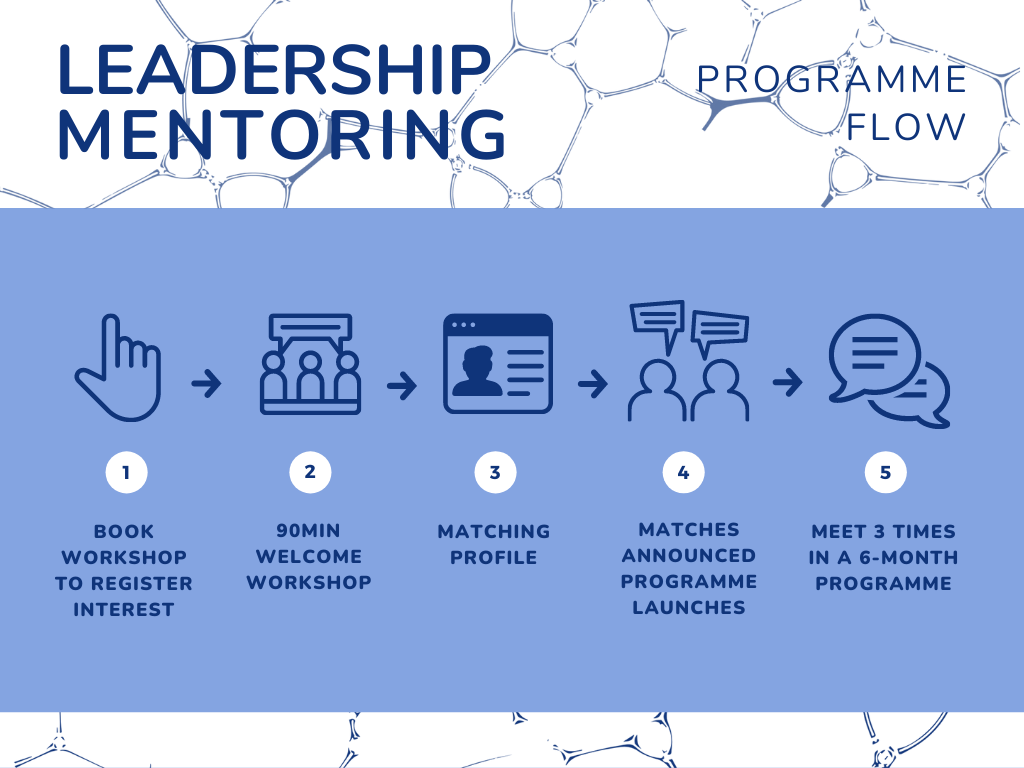 LEADERSHIP
MENTORING
PROGRAMME
FLOW
1
BOOK
WORKSHOP
TO REGISTER
INTEREST
2
90MIN
WELCOME
WORKSHOP
3
MATCHING
PROFILE
4
MATCHES
ANNOUNCED
PROGRAMME
LAUNCHES
5
MEET 3 TIMES
IN A 6-MONTH
PROGRAMME